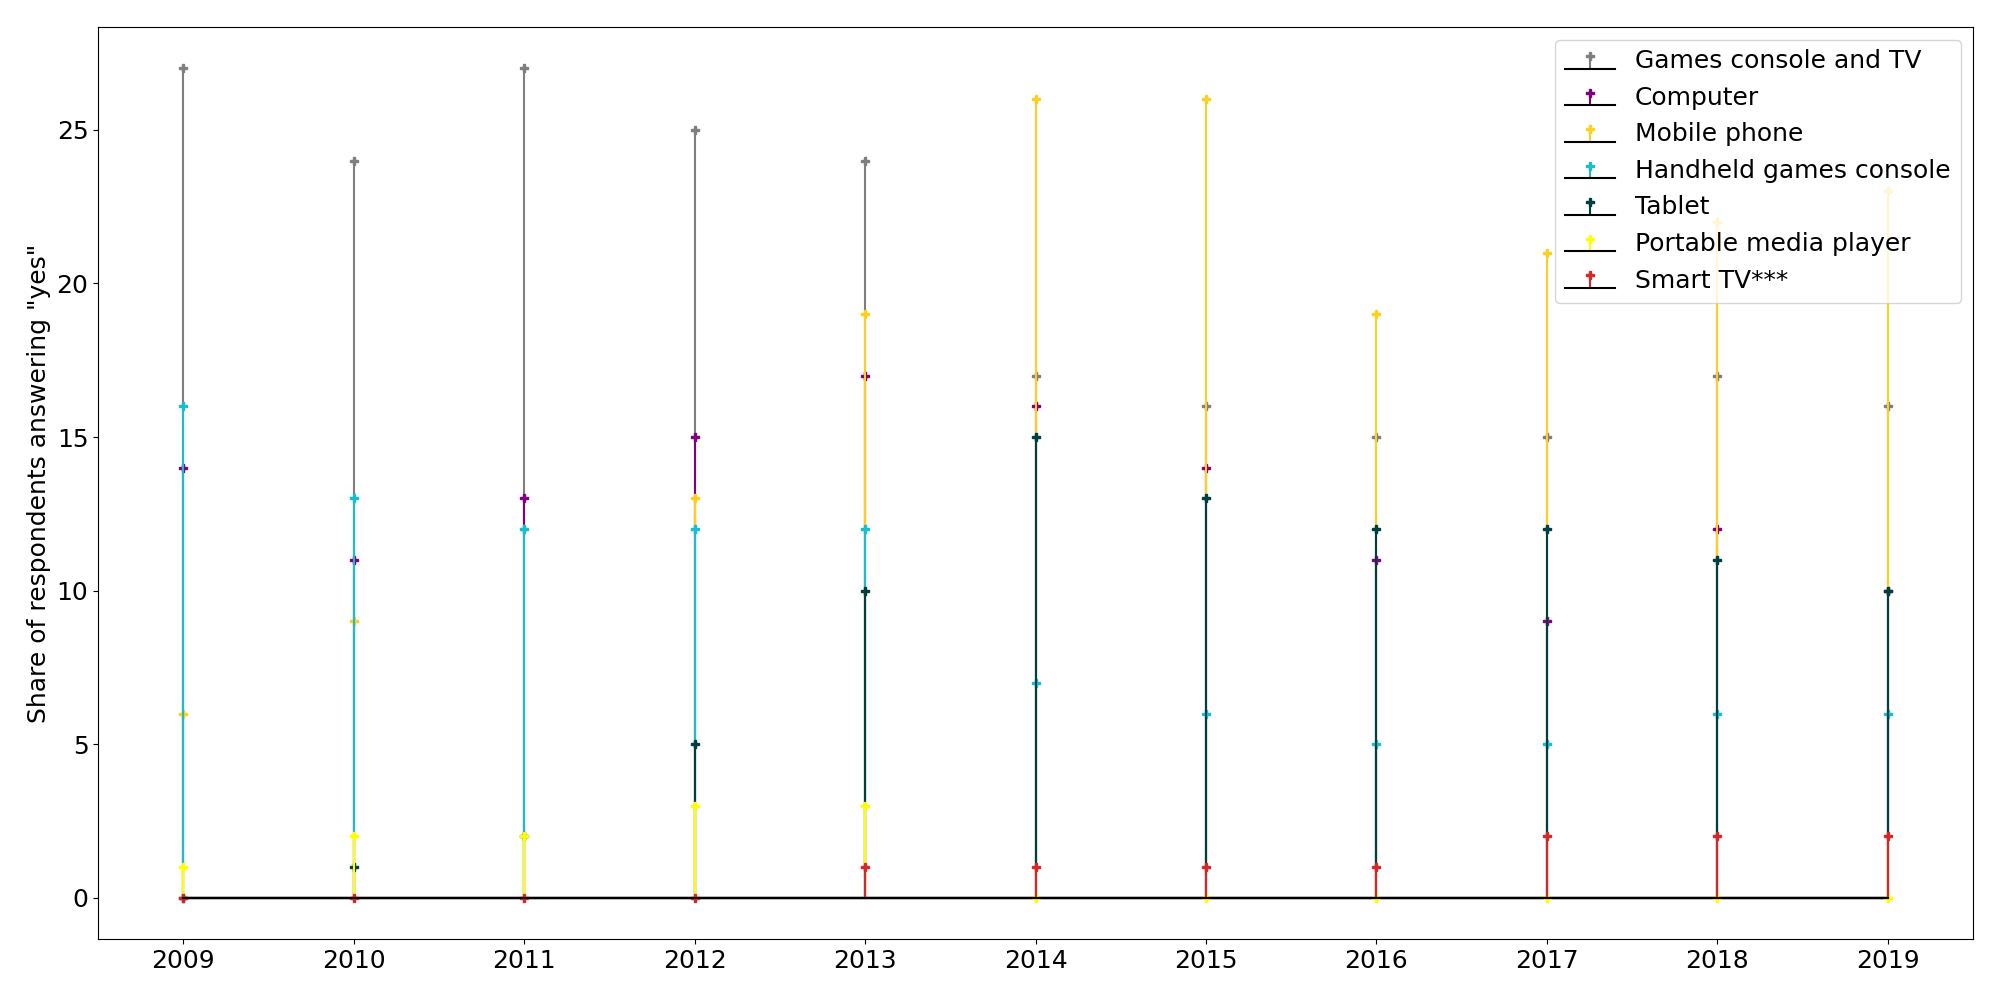 Games console and TV
Computer
Mobile phone
Handheld games console
Tablet
Portable media player
Smart TV***
Share of respondents answering "yes"
25
20
15
10
5
0
2009 2010 2011 2012 2013 2014 2015 2016 2017 2018 2019